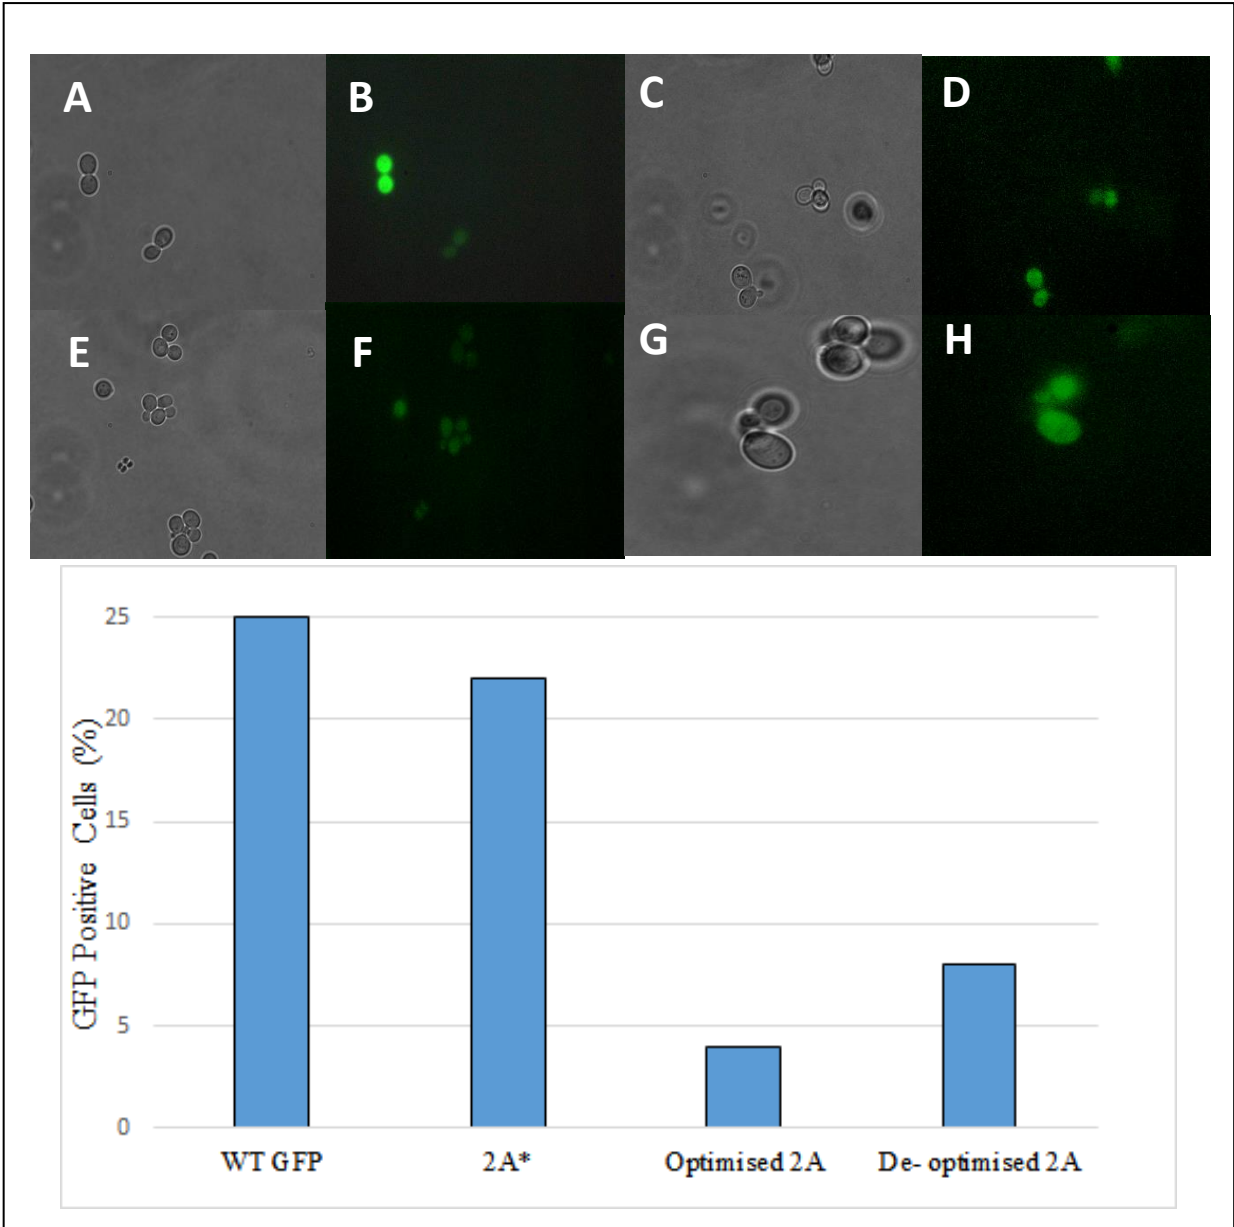 A B C D
E F G H
25
20
15
10
5
0
GFP Positive Cells (%)
WT GFP 2A* Optimised 2A De- optimised 2A